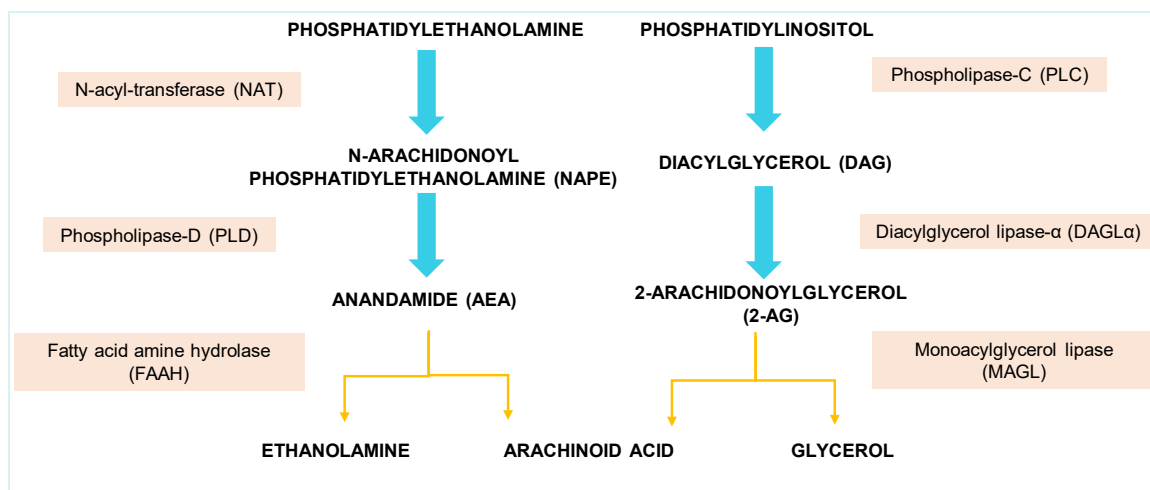 PHOSPHATIDYLETHANOLAMINE
PHOSPHATIDYLINOSITOL
N-acyl-transferase (NAT)
Phospholipase-C (PLC)
N-ARACHIDONOYL
PHOSPHATIDYLETHANOLAMINE (NAPE)
DIACYLGLYCEROL (DAG)
Phospholipase-D (PLD)
Diacylglycerol lipase-α (DAGLα)
ANANDAMIDE (AEA)
2-ARACHIDONOYLGLYCEROL
(2-AG)
Fatty acid amine hydrolase
(FAAH)
Monoacylglycerol lipase
(MAGL)
ETHANOLAMINE
ARACHINOID ACID
GLYCEROL